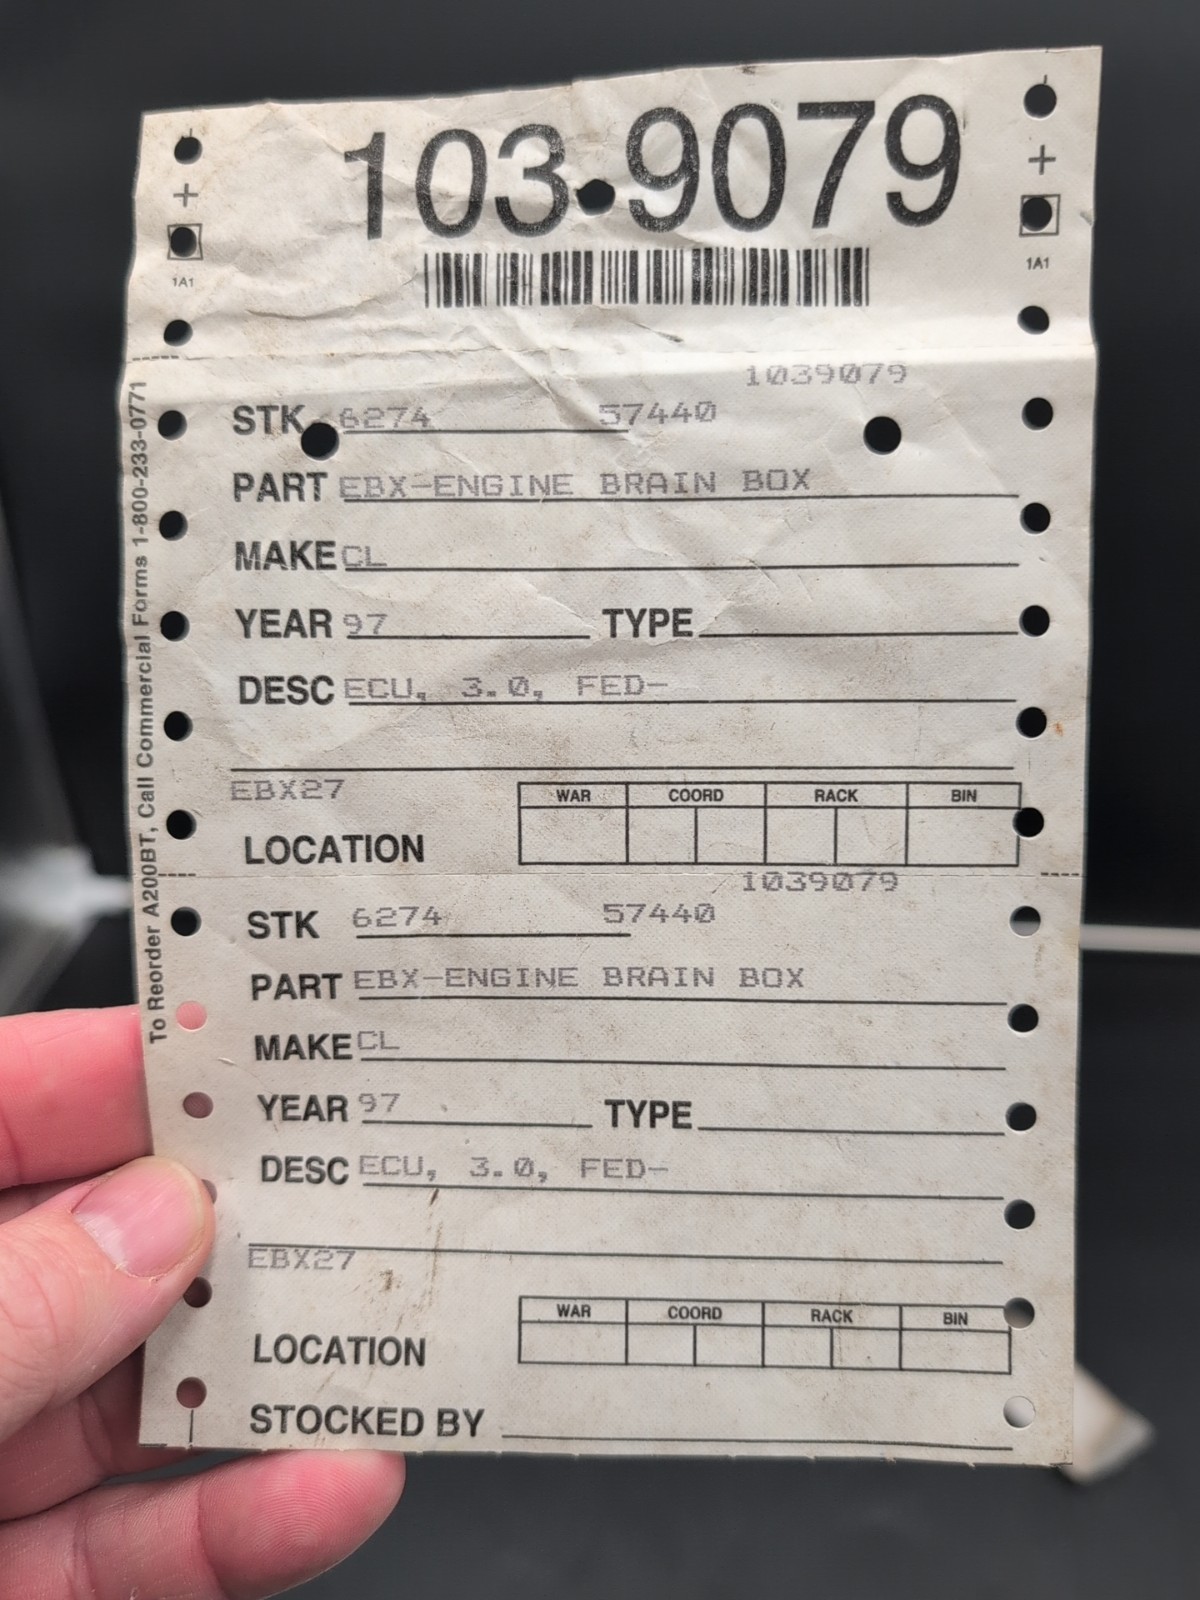 103•9079
+ +
1A1 1A1
1039079
STK 6274 57440
PART EBX-ENGINE BRAIN BOX
MAKE CL
YEAR 97 TYPE
DESC ECU, 3.0, FED-
EBX27
WAR COORD RACK BIN
LOCATION
1039079
STK 6274 57440
PART EBX-ENGINE BRAIN BOX
MAKE CL
YEAR 97 TYPE
DESC ECU, 3.0, FED-
EBX27
WAR COORD RACK BIN
LOCATION
STOCKED BY
To Reorder A200BT, Call Commercial Forms 1-800-233-0771